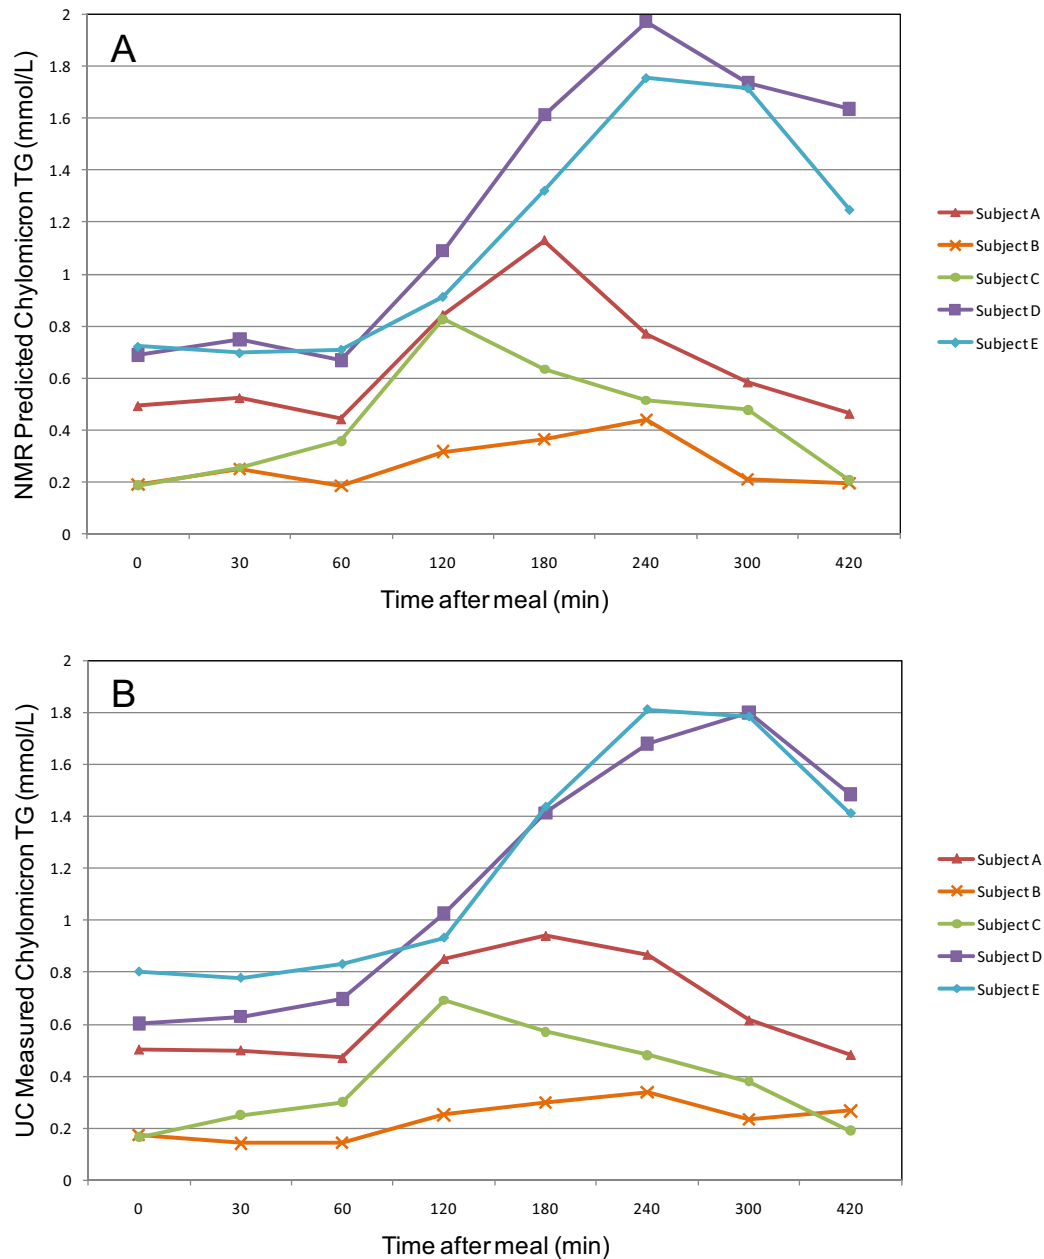 A
NMR Predicted Chylomicron TG (mmol/L)
2
1.8
1.6
1.4
1.2
1
0.8
0.6
0.4
0.2
0
0 30 60 120 180 240 300 420
Time after meal (min)
Subject A
Subject B
Subject C
Subject D
Subject E
B
UC Measured Chylomicron TG (mmol/L)
2
1.8
1.6
1.4
1.2
1
0.8
0.6
0.4
0.2
0
0 30 60 120 180 240 300 420
Time after meal (min)
Subject A
Subject B
Subject C
Subject D
Subject E